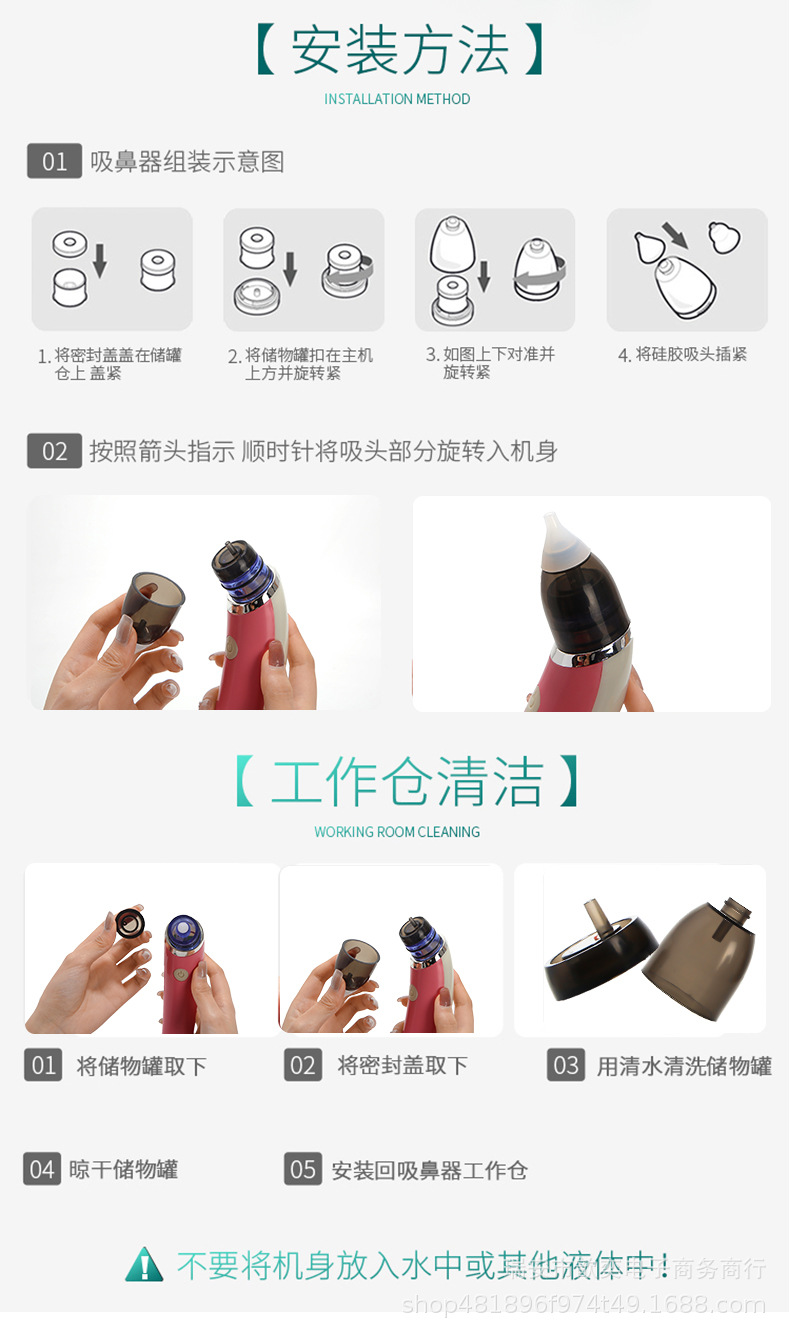 【安装方法】
INSTALLATION METHOD
01 吸鼻器组装示意图
1. 将密封盖盖在储罐
仓上 盖紧
2. 将储物罐扣在主机
上方并旋转紧
3. 如图上下对准并
旋转紧
4. 将硅胶吸头插紧
02 按照箭头指示 顺时针将吸头部分旋转入机身
【工作仓清洁】
WORKING ROOM CLEANING
01 将储物罐取下
02 将密封盖取下
03 用清水清洗储物罐
04 晾干储物罐
05 安装回吸鼻器工作仓
不要将机身放入水中或其他液体中!
电子商务商行
shop481896f974t49.1688.com